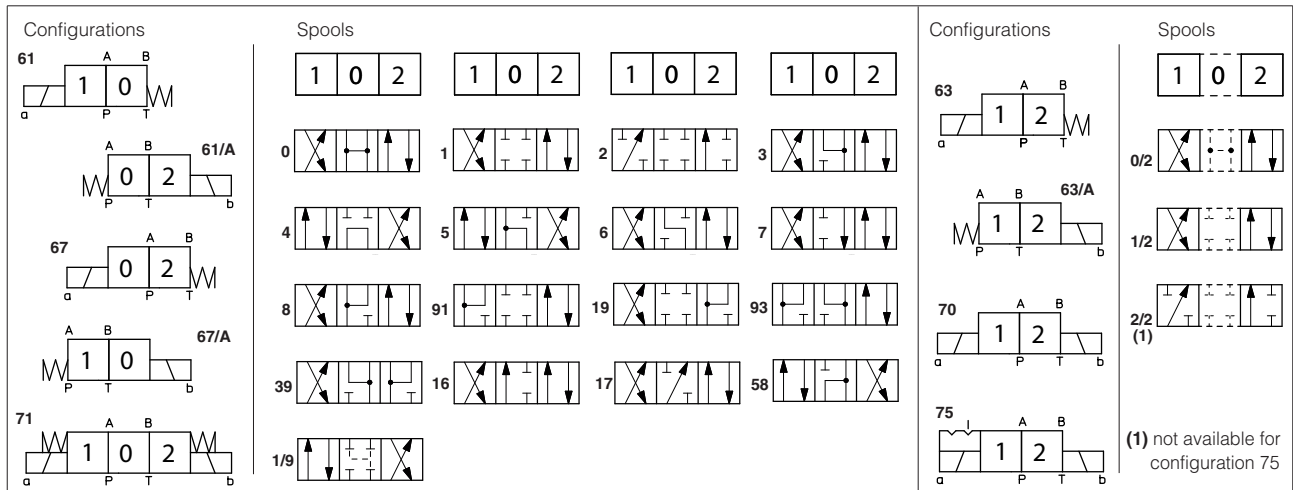 Configurations
Spools
61
A B
1 0
a P T
61/A
A B
0 2
P T b
67
A B
0 2
a P T
67/A
A B
1 0
P T b
71
A B
1 0 2
a P T b
1 0 2
1 0 2
1 0 2
1 0 2
0
1
2
3
4
5
6
7
8
91
19
93
39
16
17
58
1/9
Configurations
Spools
63
A B
1 2
a P T
63/A
A B
1 2
P T b
70
A B
1 2
a P T b
75
A B
1 2
a P T b
1 0 2
0/2
1/2
2/2
(1)
(1) not available for
configuration 75